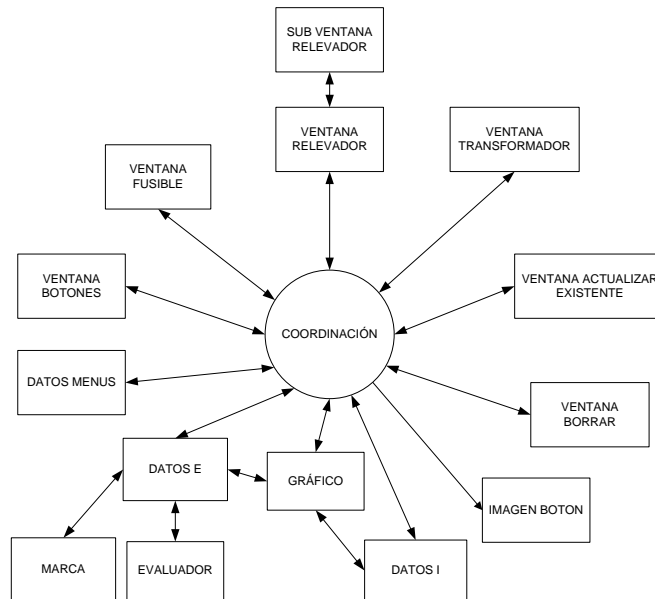 SUB VENTANA
RELEVADOR
VENTANA
RELEVADOR
VENTANA
TRANSFORMADOR
VENTANA
FUSIBLE
VENTANA
BOTONES
VENTANA ACTUALIZAR
EXISTENTE
COORDINACIÓN
DATOS MENUS
VENTANA
BORRAR
DATOS E
GRÁFICO
IMAGEN BOTON
MARCA
EVALUADOR
DATOS I